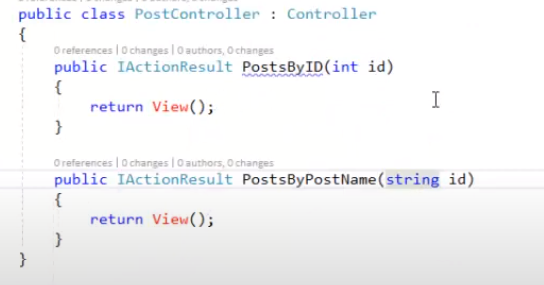 public class PostController : Controller
{
0 references | 0 changes | 0 authors, 0 changes
public IActionResult PostsByID(int id)
{
return View();
}
0 references | 0 changes | 0 authors, 0 changes
public IActionResult PostsByPostName(string id)
{
return View();
}
}